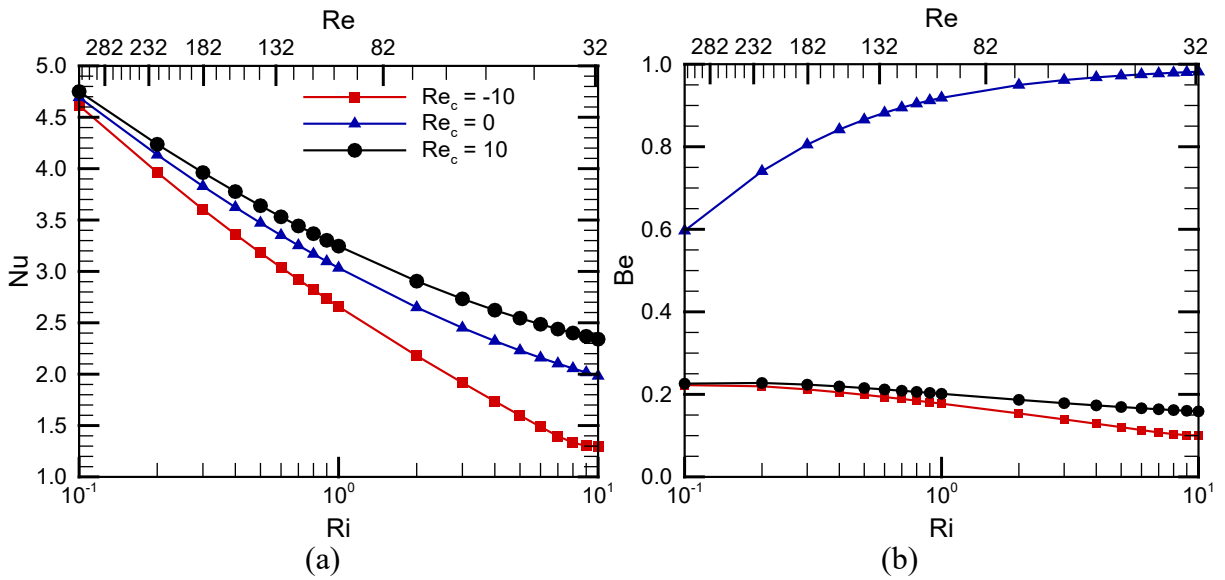 Re
282 232 182 132 82 32
5.0
4.5
4.0
3.5
3.0
2.5
2.0
1.5
1.0
Nu
Re_c = -10
Re_c = 0
Re_c = 10
10^-1 10^0 10^1
Ri
(a)
Re
282 232 182 132 82 32
1.0
0.8
0.6
0.4
0.2
0.0
Be
10^-1 10^0 10^1
Ri
(b)